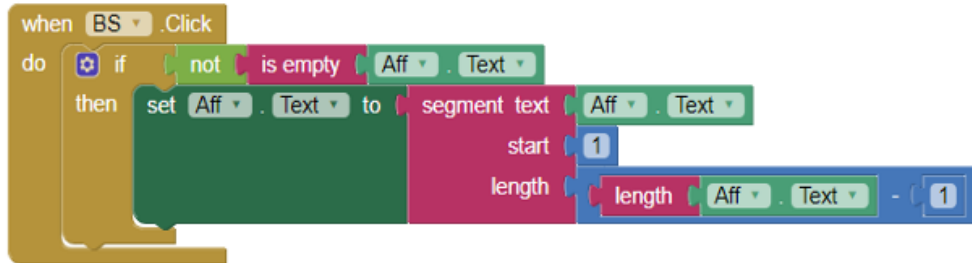 when BS .Click
do if not is empty Aff . Text
then set Aff . Text to segment text Aff . Text
start 1
length length Aff . Text - 1